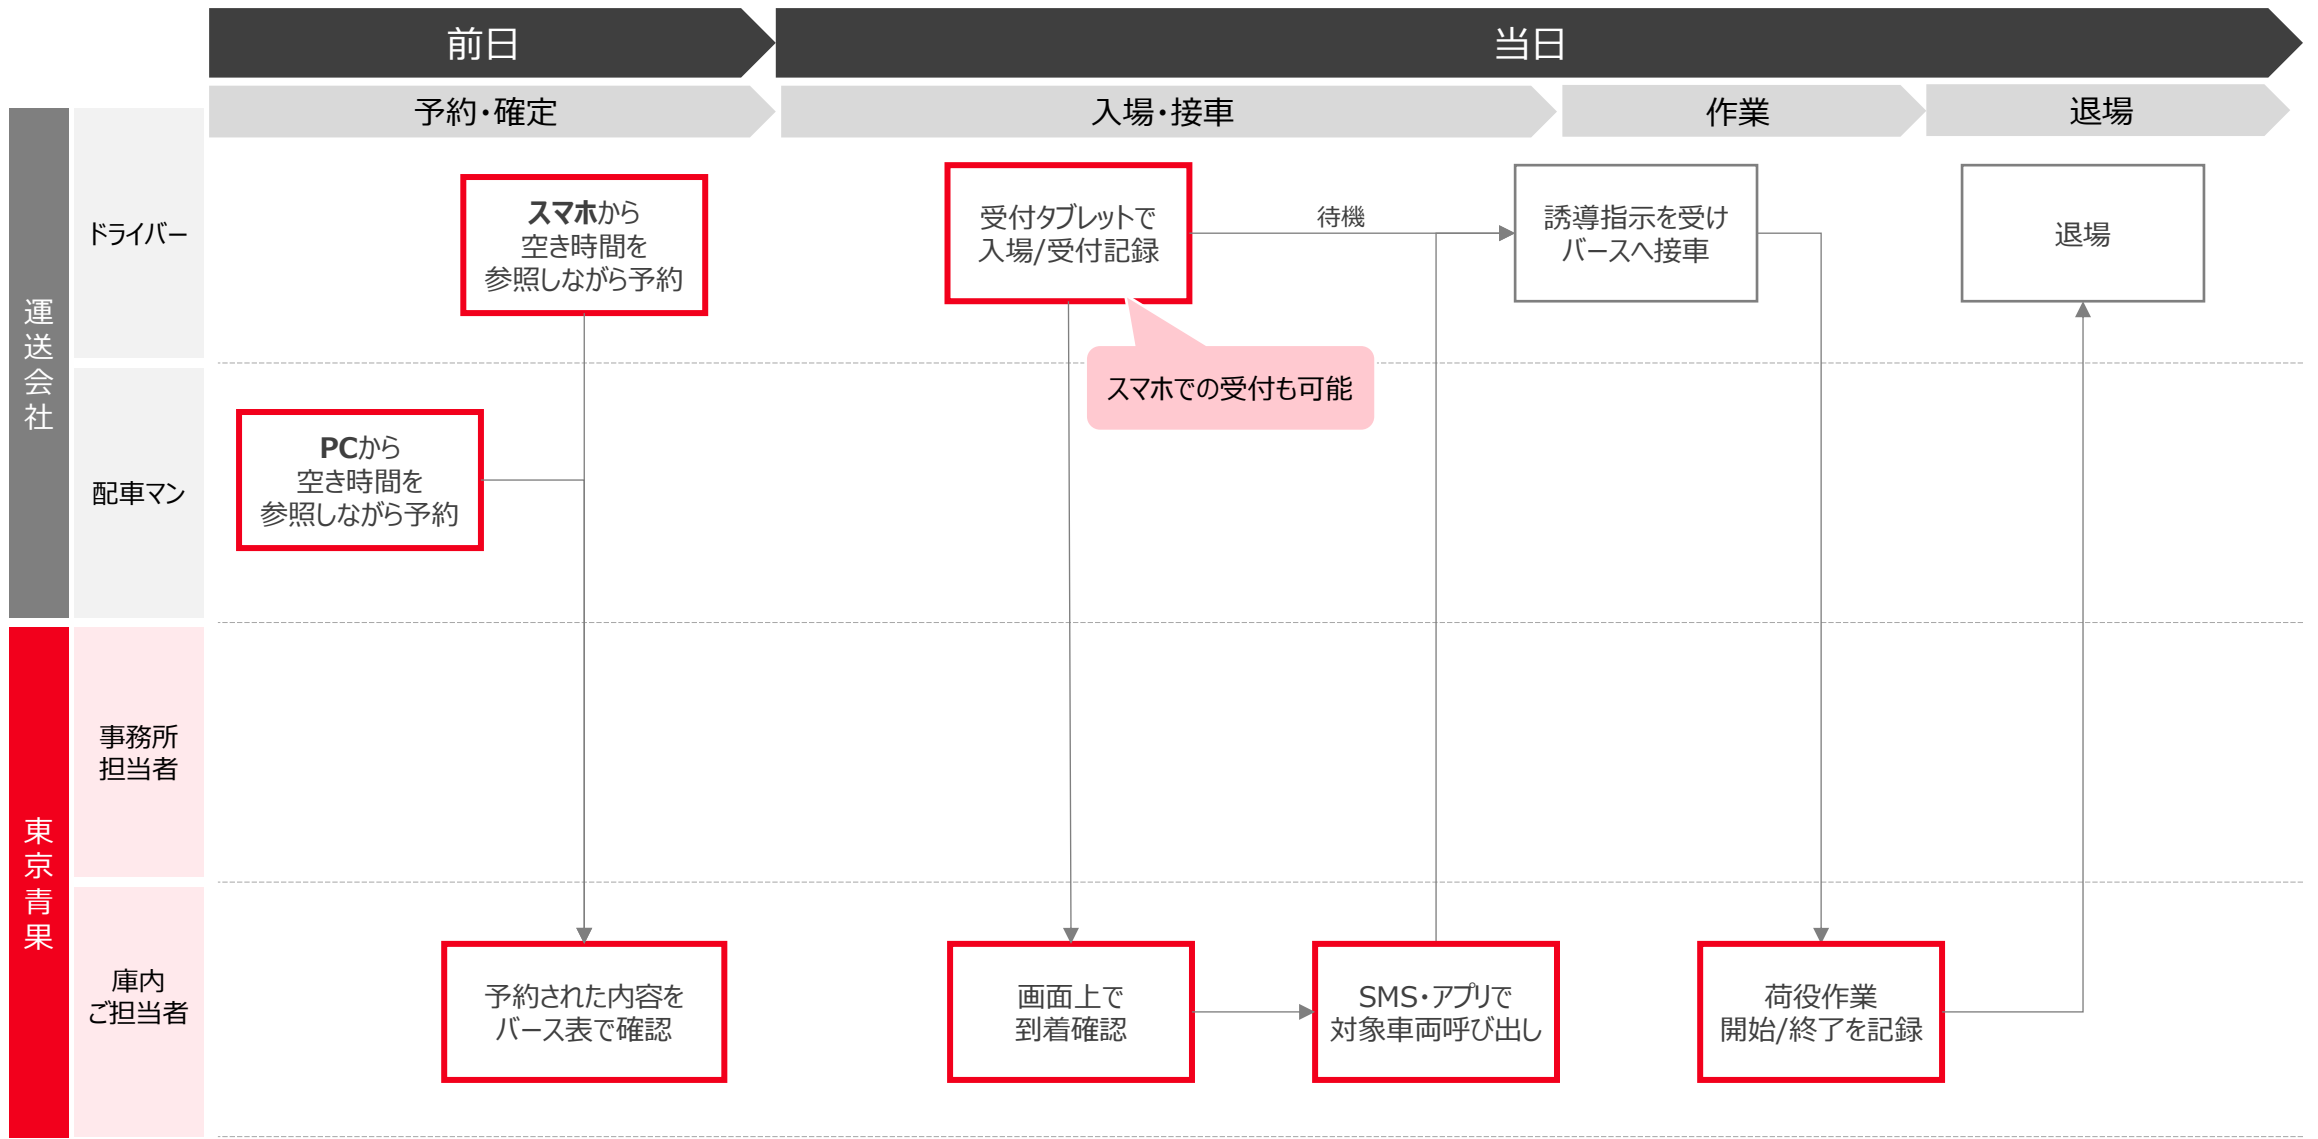 前日
当日
予約・確定
入場・接車
作業
退場
運送会社
ドライバー
スマホから
空き時間を
参照しながら予約
受付タブレットで
入場/受付記録
待機
誘導指示を受け
バースへ接車
退場
スマホでの受付も可能
配車マン
PCから
空き時間を
参照しながら予約
東京青果
事務所
担当者
庫内
ご担当者
予約された内容を
バース表で確認
画面上で
到着確認
SMS・アプリで
対象車両呼び出し
荷役作業
開始/終了を記録